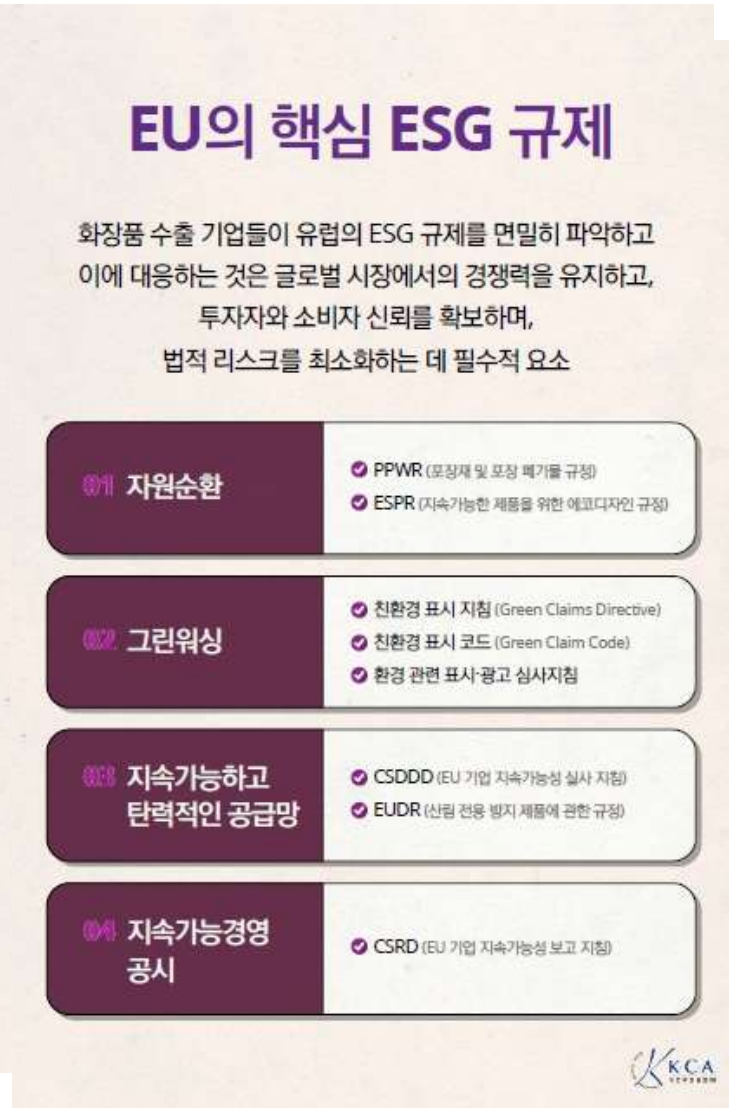 EU의 핵심 ESG 규제
화장품 수출 기업들이 유럽의 ESG 규제를 면밀히 파악하고
이에 대응하는 것은 글로벌 시장에서의 경쟁력을 유지하고,
투자자와 소비자 신뢰를 확보하며,
법적 리스크를 최소화하는 데 필수적 요소
01 자원순환
PPWR (포장재 및 포장 폐기물 규정)
ESPR (지속가능한 제품을 위한 에코디자인 규정)
02 그린워싱
친환경 표시 지침 (Green Claims Directive)
친환경 표시 코드 (Green Claim Code)
환경 관련 표시·광고 심사지침
03 지속가능하고
탄력적인 공급망
CSDDD (EU 기업 지속가능성 실사 지침)
EUDR (산림 전용 방지 제품에 관한 규정)
04 지속가능경영
공시
CSRD (EU 기업 지속가능성 보고 지침)
KCA